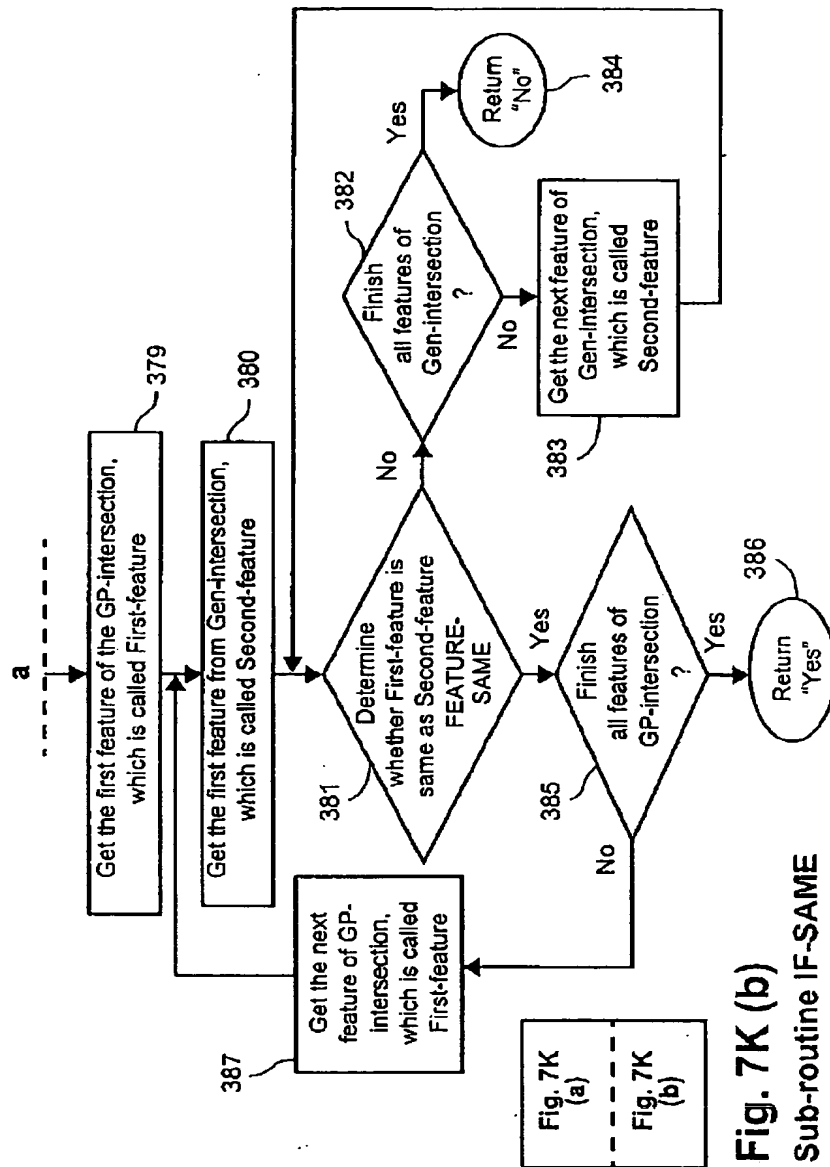 a
Get the first feature of the GP-intersection,
which is called First-feature
379
Get the first feature from Gen-intersection,
which is called Second-feature
380
Determine
whether First-feature is
same as Second-feature
FEATURE-
SAME
381
No
Yes
Finish
all features of
Gen-intersection
?
382
Yes
Return
"No"
384
No
Get the next feature of
Gen-intersection,
which is called
Second-feature
383
Finish
all features of
GP-intersection
?
385
Yes
Return
"Yes"
386
No
Get the next
feature of GP-
intersection,
which is called
First-feature
387
Fig. 7K
(a)
Fig. 7K
(b)
Fig. 7K (b)
Sub-routine IF-SAME